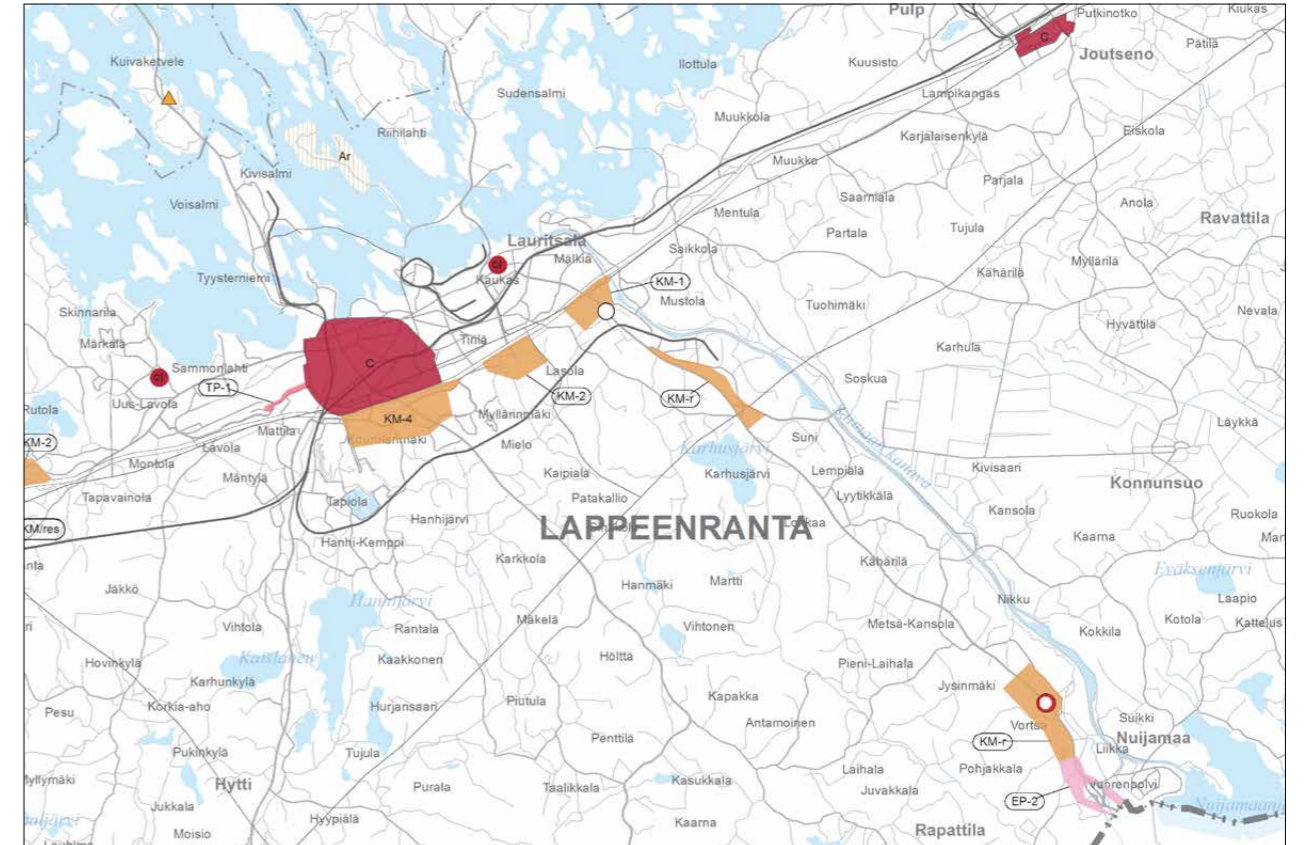 Pulp
Putkinotko
Kiukas
C
Pätilä
Joutseno
Kuivaketvele
Ilottula
Kuusisto
Sudensalmi
Lampikangas
Muukkola
Riihilahti
Karjalaisenkylä
Eiskola
Ar
Muukko
Kivisalmi
Parjala
Saarniala
Voisalmi
Anola
Mentula
Ravattila
Partala
Tujula
Lauritsala
Saikkola
Mälkiä
Myllärilä
cj
Kähärilä
Tyysterniemi
Kaukas
KM-1
Mustola
Tuohimäki
Skinnarila
Nevala
Hyvättilä
Tirilä
Märkälä
Karhula
C
Sammonlahti
Lasola
Soskua
TP-1
KM-2
KM-r
Uus-Lavola
Rutola
KM-4
Myllärinmäki
Läykkä
Mattila
Suni
KM-2
Mielo
Karhusjärvi
Lavola
Montola
Kaipiala
Karhusjärvi
Lempiälä
Kivisaari
Mäntylä
Konnunsuo
Tapavainola
Patakallio
Lyytikkälä
Tapiola
Kansola
Hanhijärvi
Ruokola
KM/res
LAPPEENRANTA
Hanhi-Kemppi
Kaarna
Karkkola
Kähärilä
Jäkkö
Hanmäki
Martti
Eväksenjärvi
Hanhijärvi
Nikku
Laapio
Vihtola
Rantala
Mäkelä
Vihtonen
Metsä-Kansola
Kokkila
Kotola
Kattelus
Hovinkylä
Kaislanen
Kaakkonen
Hölttä
Pieni-Laihala
Karhunkylä
Jysinmäki
Pesu
Korkia-aho
Hurjansaari
Piutula
Kapakka
Antamoinen
Vortsa
Suikki
Penttilä
KM-r
Nuijamaa
Pukinkylä
Tujula
Liikka
Laihala
Pohjakkala
Hytti
Purala
Taalikkala
Kasukkala
Juvakkala
Jukkala
EP-2
Hyypiälä
Kaarna
Rapattila
Moisio